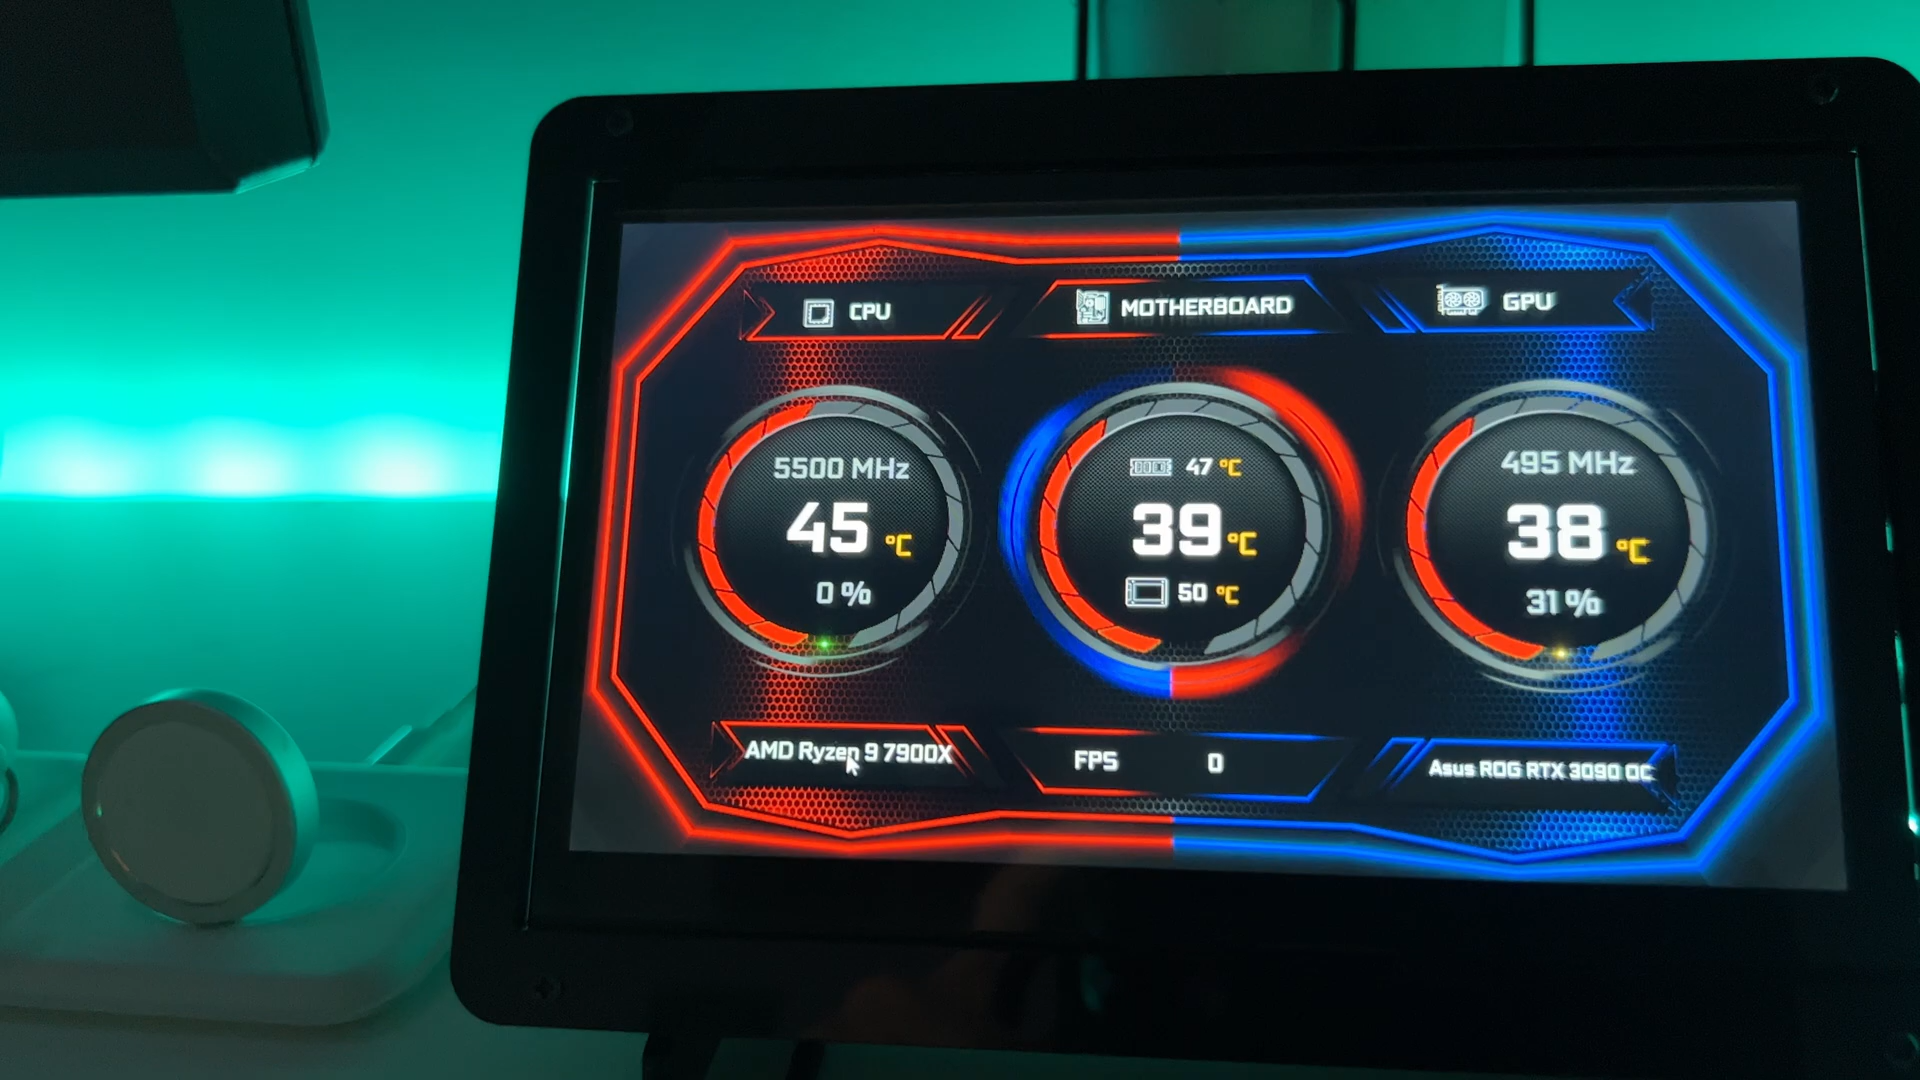 CPU
MOTHERBOARD
GPU
5500 MHz
45 °C
0 %
47 °C
39 °C
50 °C
495 MHz
38 °C
31 %
AMD Ryzen 9 7900X
FPS 0
Asus ROG RTX 3090 OC